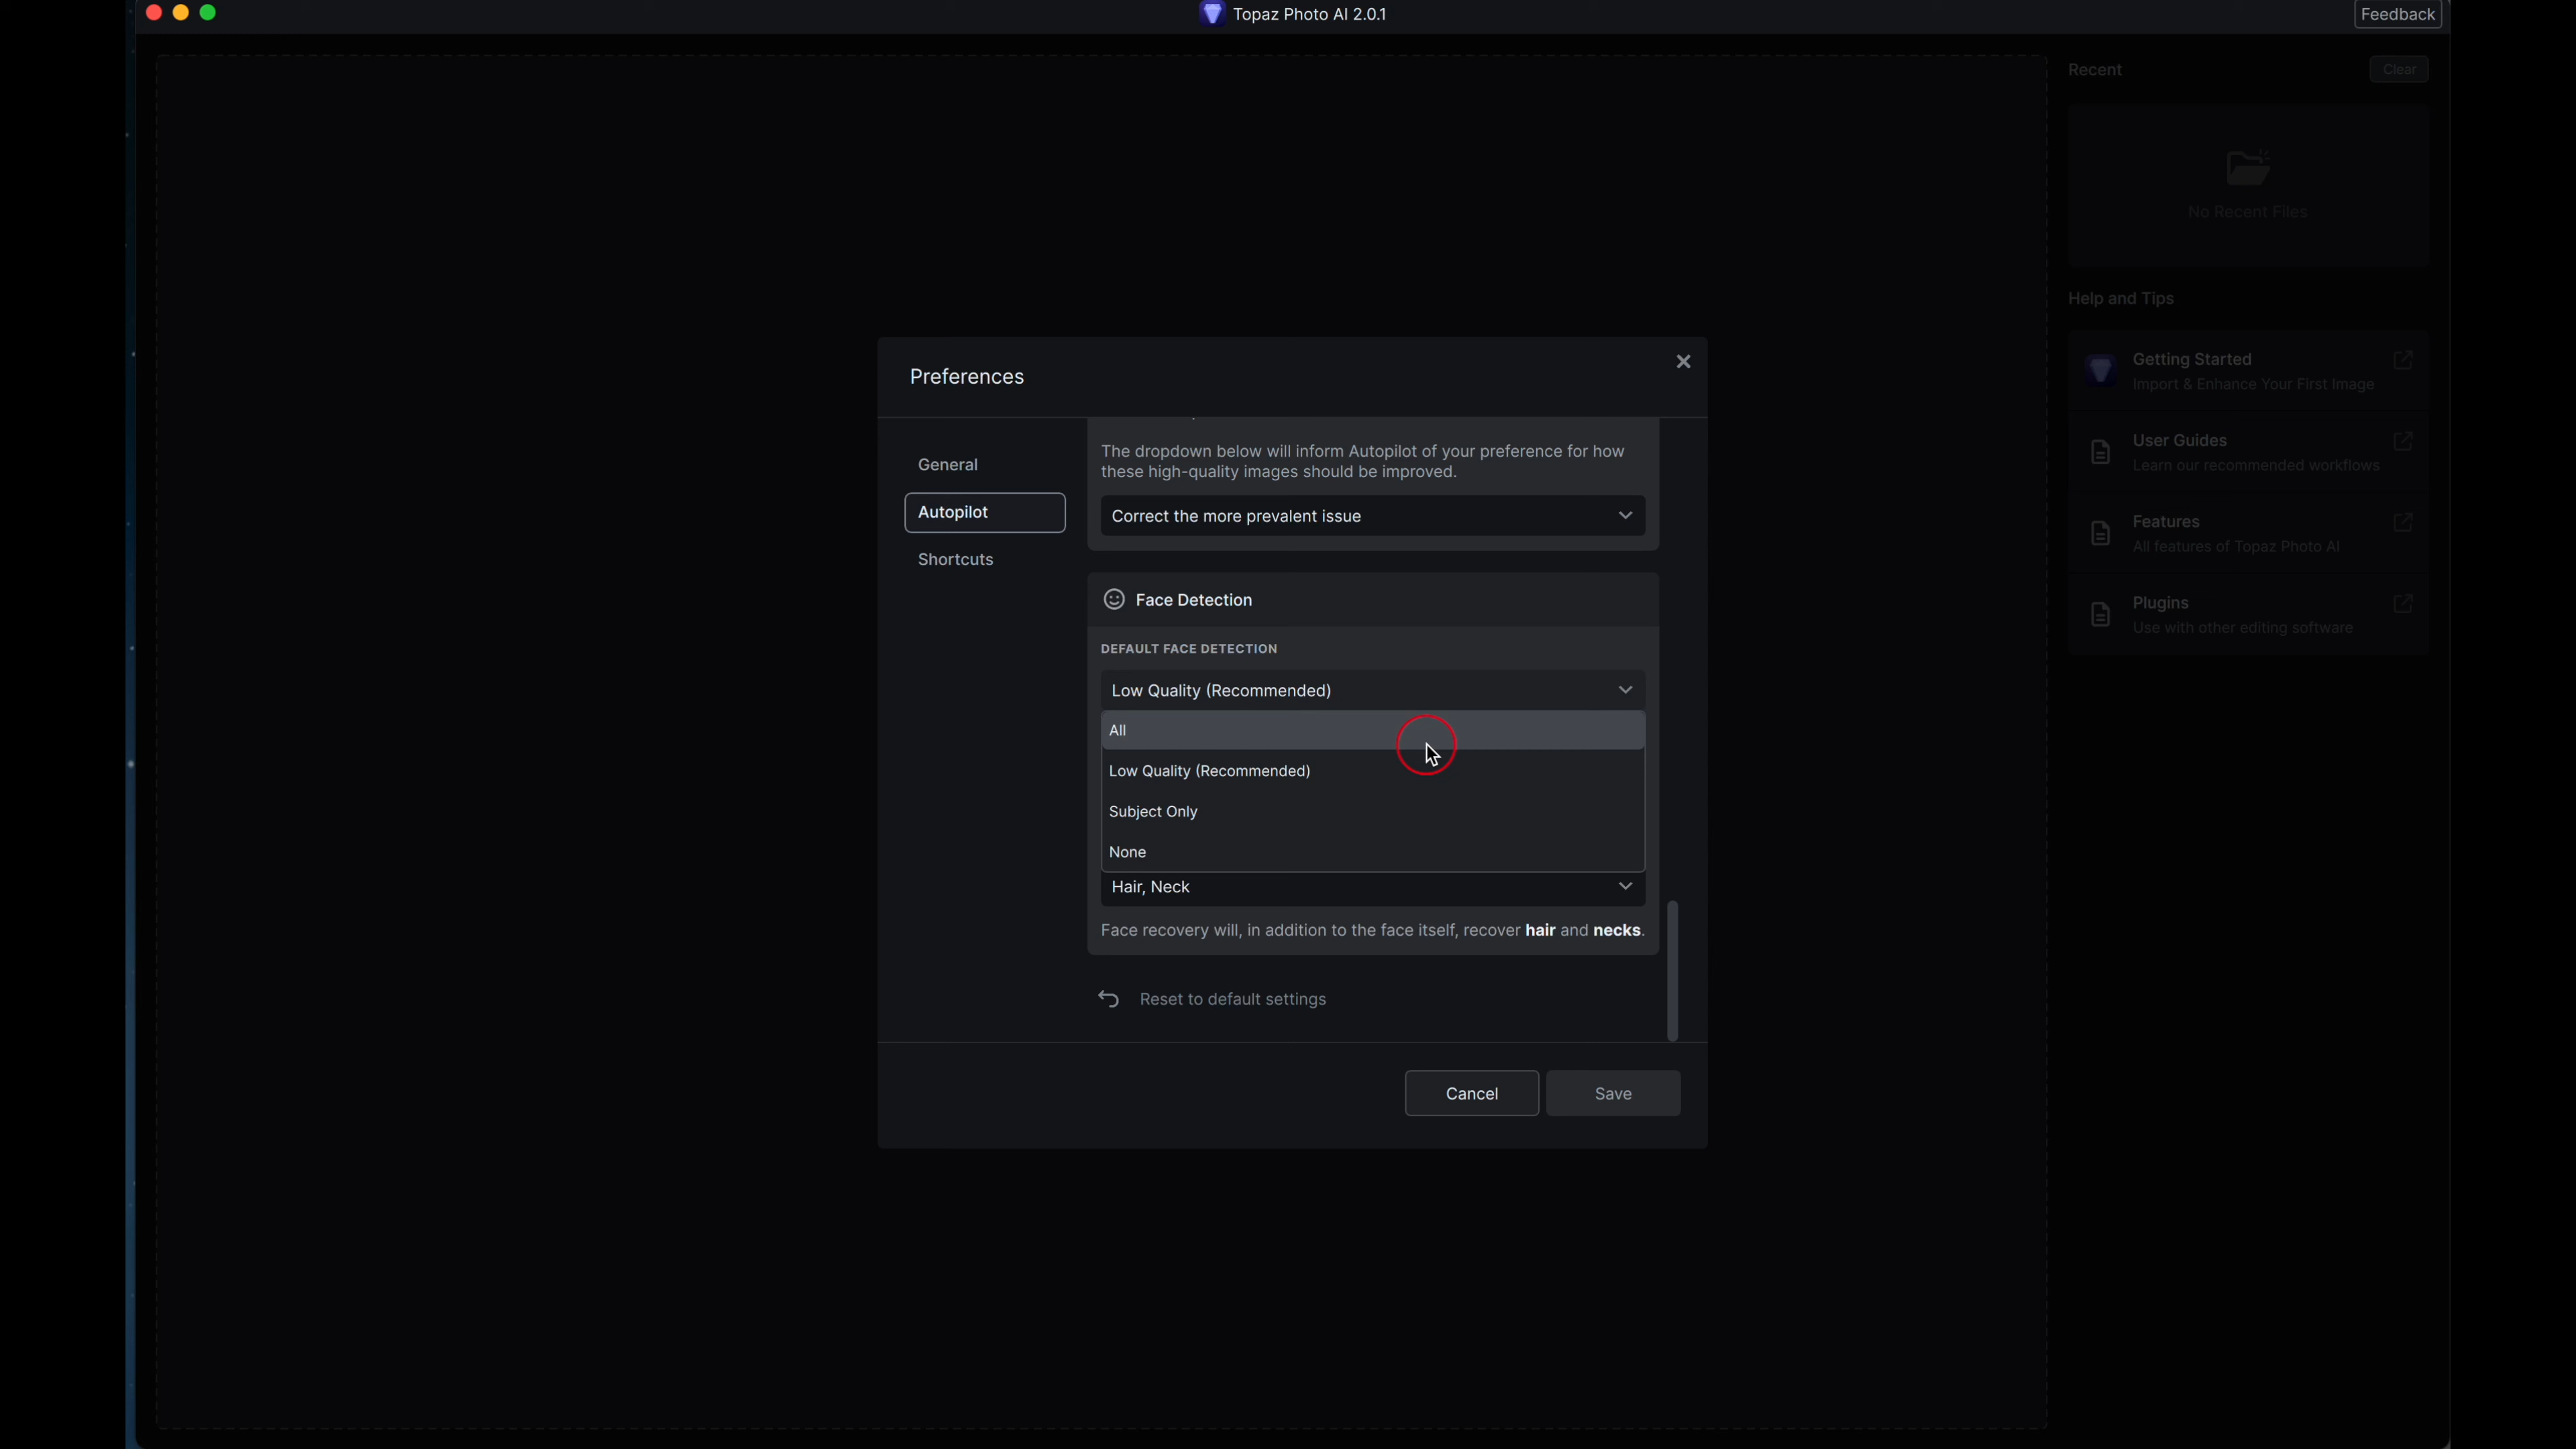 Topaz Photo AI 2.0.1
Feedback
Recent
Clear
No Recent Files
Help and Tips
Getting Started
Import & Enhance Your First Image
User Guides
Learn our recommended workflows
Features
All features of Topaz Photo AI
Plugins
Use with other editing software
Preferences
General
Autopilot
Shortcuts
The dropdown below will inform Autopilot of your preference for how
these high-quality images should be improved.
Correct the more prevalent issue
Face Detection
DEFAULT FACE DETECTION
Low Quality (Recommended)
All
Low Quality (Recommended)
Subject Only
None
Hair, Neck
Face recovery will, in addition to the face itself, recover hair and necks.
Reset to default settings
Cancel
Save